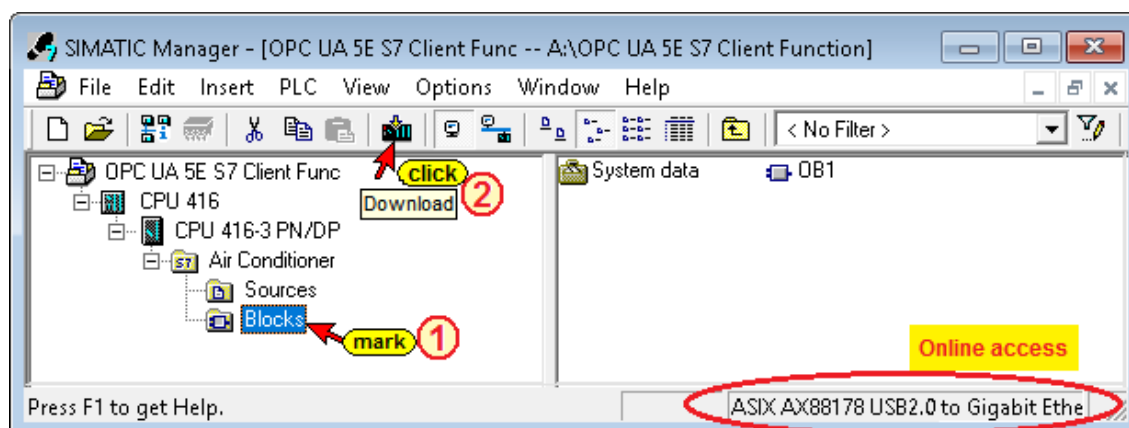 SIMATIC Manager - [OPC UA 5E S7 Client Func -- A:\OPC UA 5E S7 Client Function]
File Edit Insert PLC View Options Window Help
< No Filter >
OPC UA 5E S7 Client Func
click
2
System data
OB1
CPU 416
Download
CPU 416-3 PN/DP
S7 Air Conditioner
Sources
Blocks
mark
1
Online access
Press F1 to get Help.
ASIX AX88178 USB2.0 to Gigabit Ethe